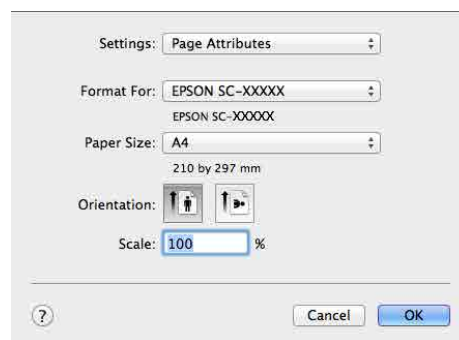 Settings: Page Attributes
Format For: EPSON SC-XXXXX
EPSON SC-XXXXX
Paper Size: A4
210 by 297 mm
Orientation:
Scale: 100 %
? Cancel OK